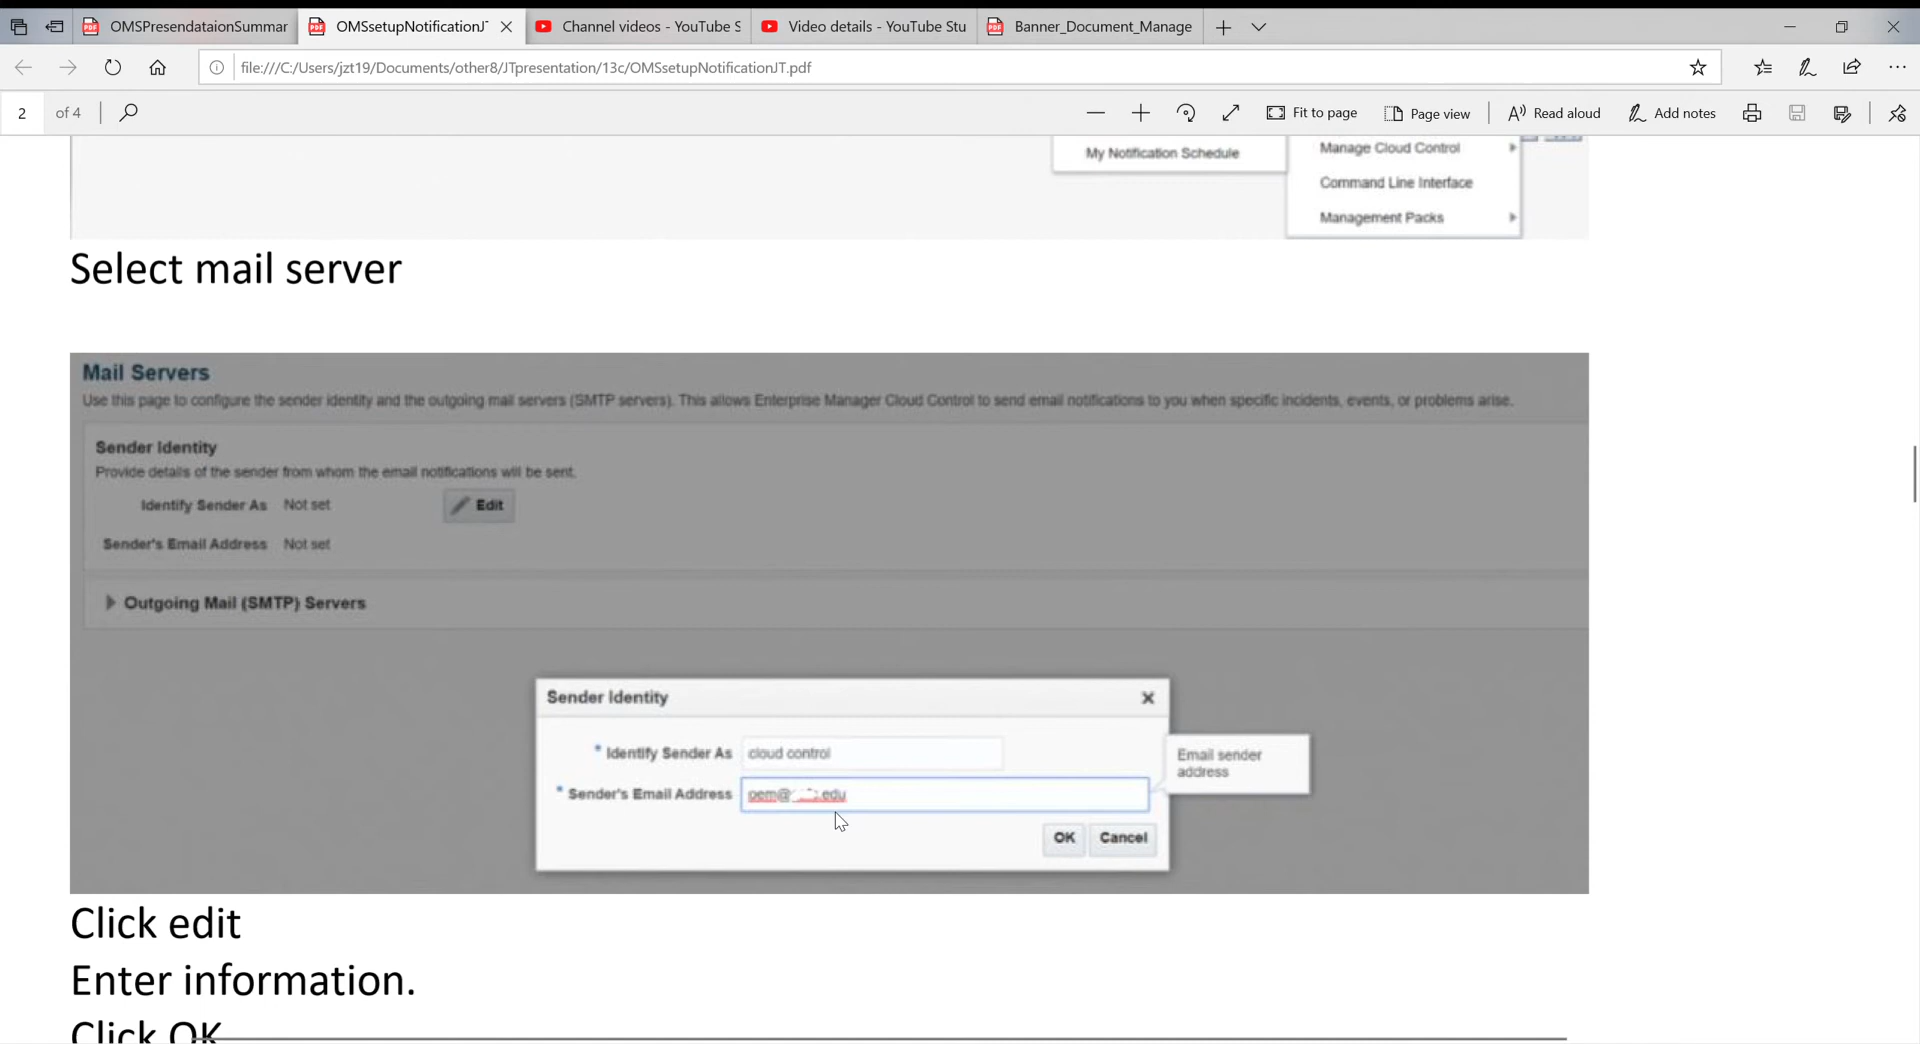 OMSPresendataionSummar
OMSsetupNotificationJT
Channel videos - YouTube S
Video details - YouTube Stu
Banner_Document_Manage
file:///C:/Users/jzt19/Documents/other8/JTpresentation/13c/OMSsetupNotificationJT.pdf
2 of 4
Fit to page
Page view
Read aloud
Add notes
My Notification Schedule
Manage Cloud Control
Command Line Interface
Management Packs
Select mail server
Mail Servers
Use this page to configure the sender identity and the outgoing mail servers (SMTP servers). This allows Enterprise Manager Cloud Control to send email notifications to you when specific incidents, events, or problems arise.
Sender Identity
Provide details of the sender from whom the email notifications will be sent.
Identify Sender As Not set
Edit
Sender's Email Address Not set
Outgoing Mail (SMTP) Servers
Sender Identity
* Identify Sender As cloud control
* Sender's Email Address oem@ .edu
Email sender
address
OK Cancel
Click edit
Enter information.
Click OK